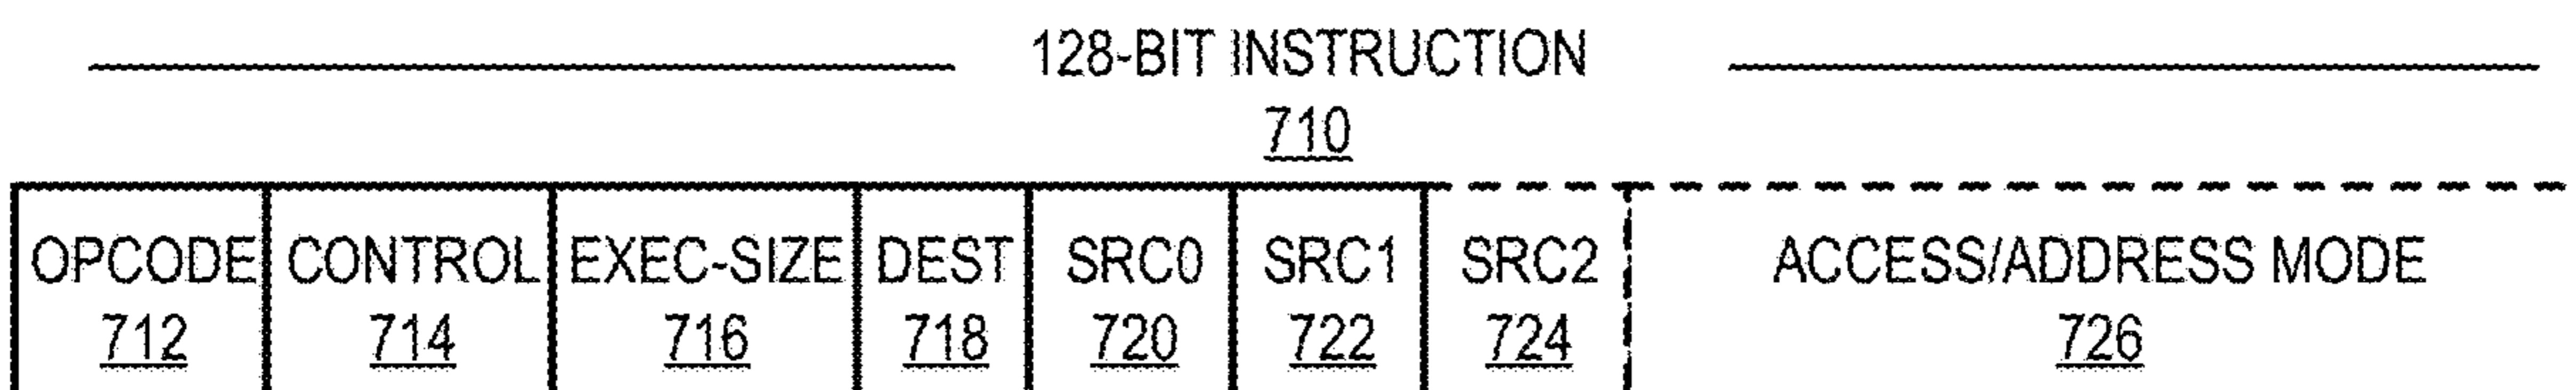 128-BIT INSTRUCTION
710
OPCODE CONTROL EXEC-SIZE DEST SRC0 SRC1 SRC2 ACCESS/ADDRESS MODE
712 714 716 718 720 722 724 726